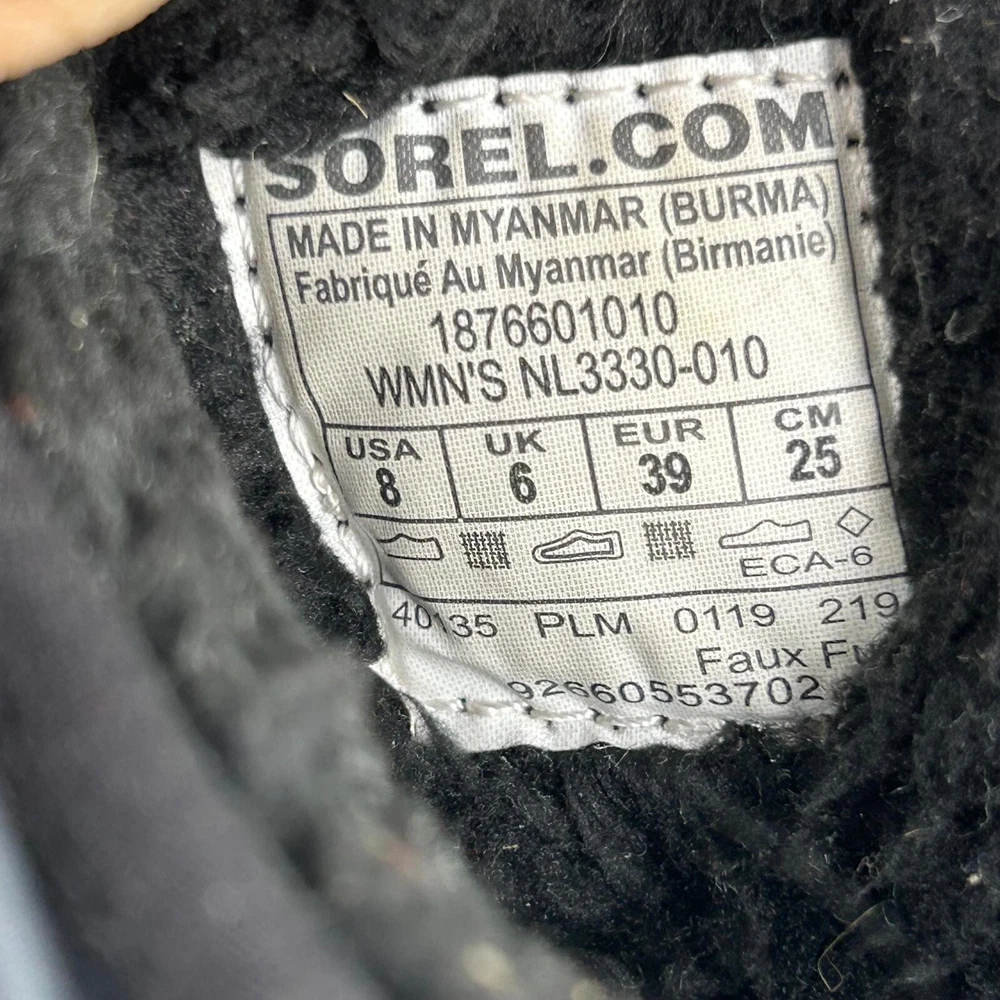 SOREL.COM
MADE IN MYANMAR (BURMA)
Fabriqué Au Myanmar (Birmanie)
1876601010
WMN'S NL3330-010
USA UK EUR CM
8 6 39 25
ECA-6
40135 PLM 0119 219
Faux
92660553702